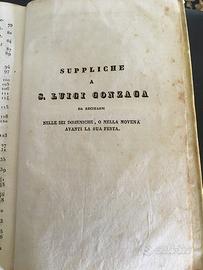 SUPPLICHE
A
S. LUIGI GONZAGA
DA RECITARSI
NELLE SEI DOMENICHE, O NELLA NOVENA
AVANTI LA SUA FESTA.